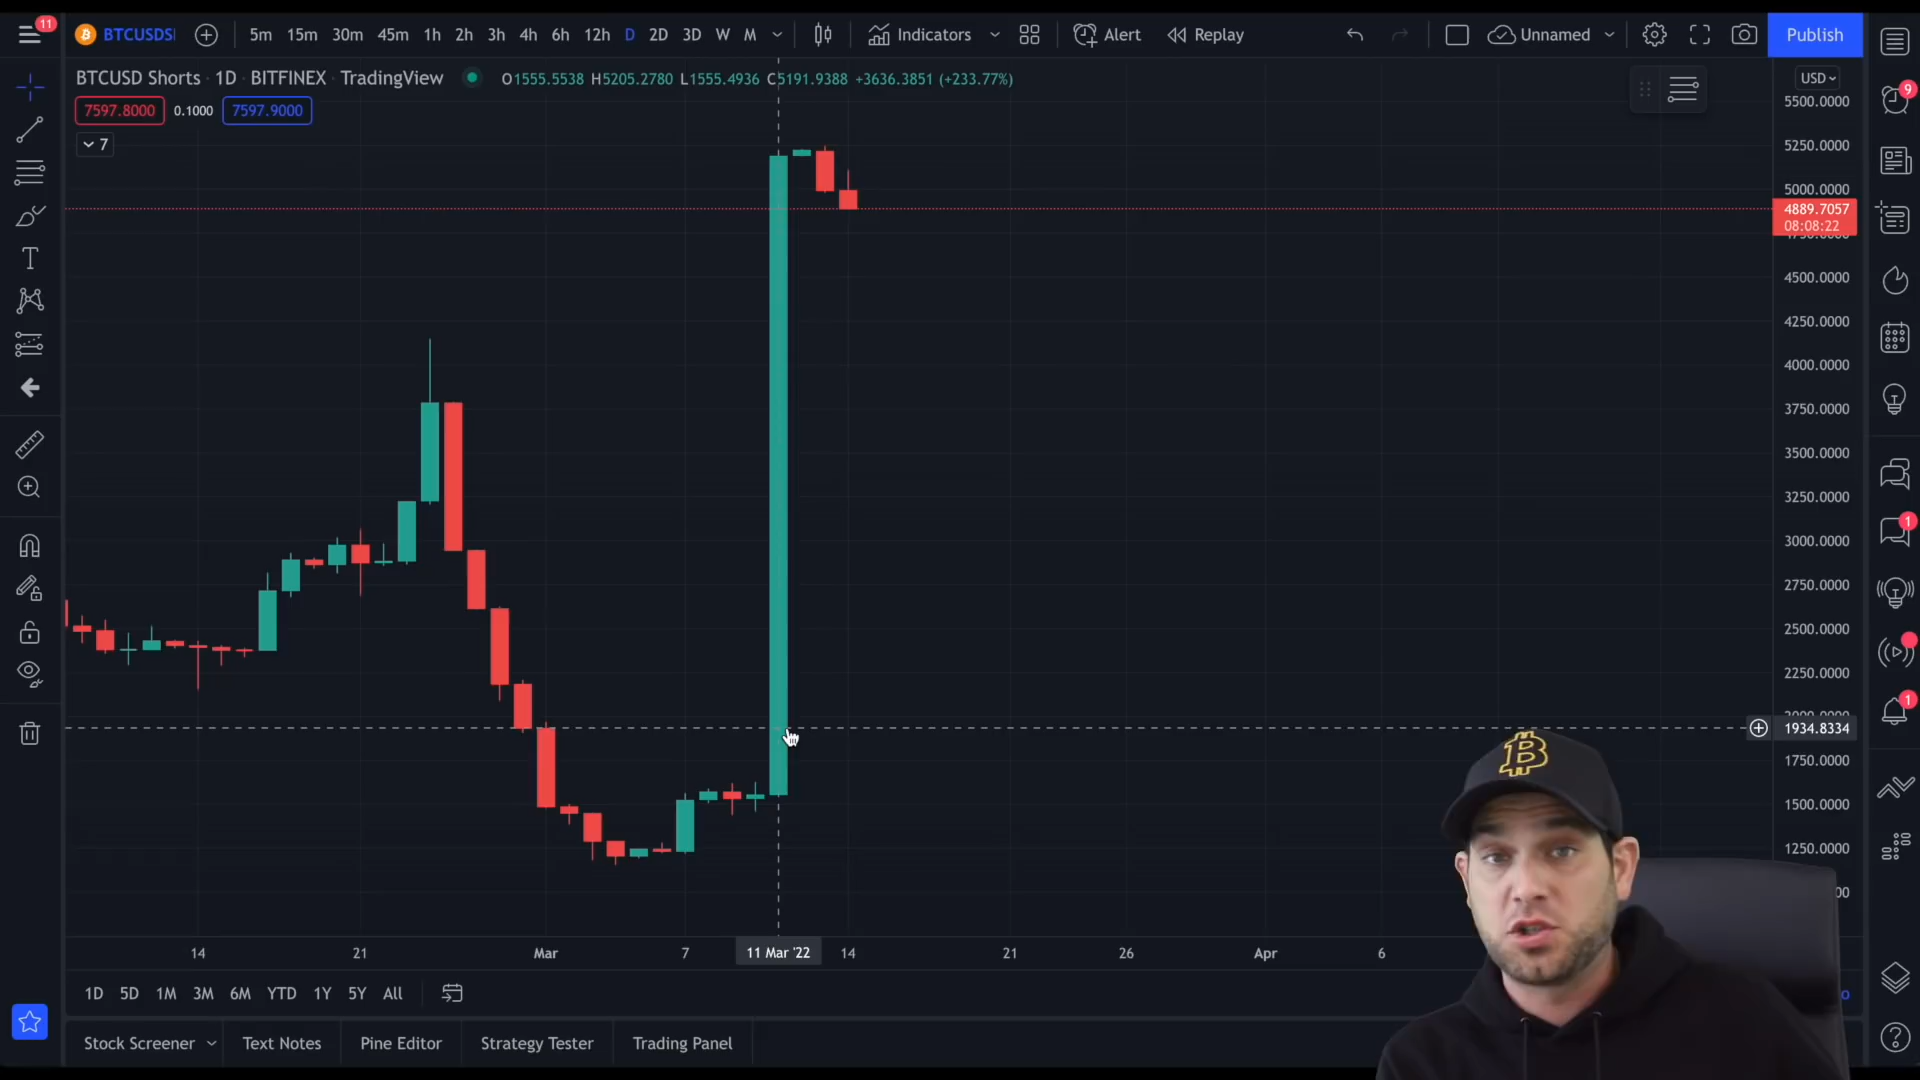 11
BTCUSDS
5m 15m 30m 45m 1h 2h 3h 4h 6h 12h D 2D 3D W M
Indicators
Alert
Replay
Unnamed
Publish
BTCUSD Shorts · 1D · BITFINEX · TradingView
O1555.5538 H5205.2780 L1555.4936 C5191.9388 +3636.3851 (+233.77%)
USD
7597.8000 0.1000 7597.9000
7
5500.0000
5250.0000
5000.0000
4889.7057
08:08:22
4500.0000
4250.0000
4000.0000
3750.0000
3500.0000
3250.0000
3000.0000
2750.0000
2500.0000
2250.0000
1934.8334
1750.0000
1500.0000
1250.0000
9
1
1
B
14 21 Mar 7 11 Mar '22 14 21 26 Apr 6
1D 5D 1M 3M 6M YTD 1Y 5Y All
Stock Screener Text Notes Pine Editor Strategy Tester Trading Panel